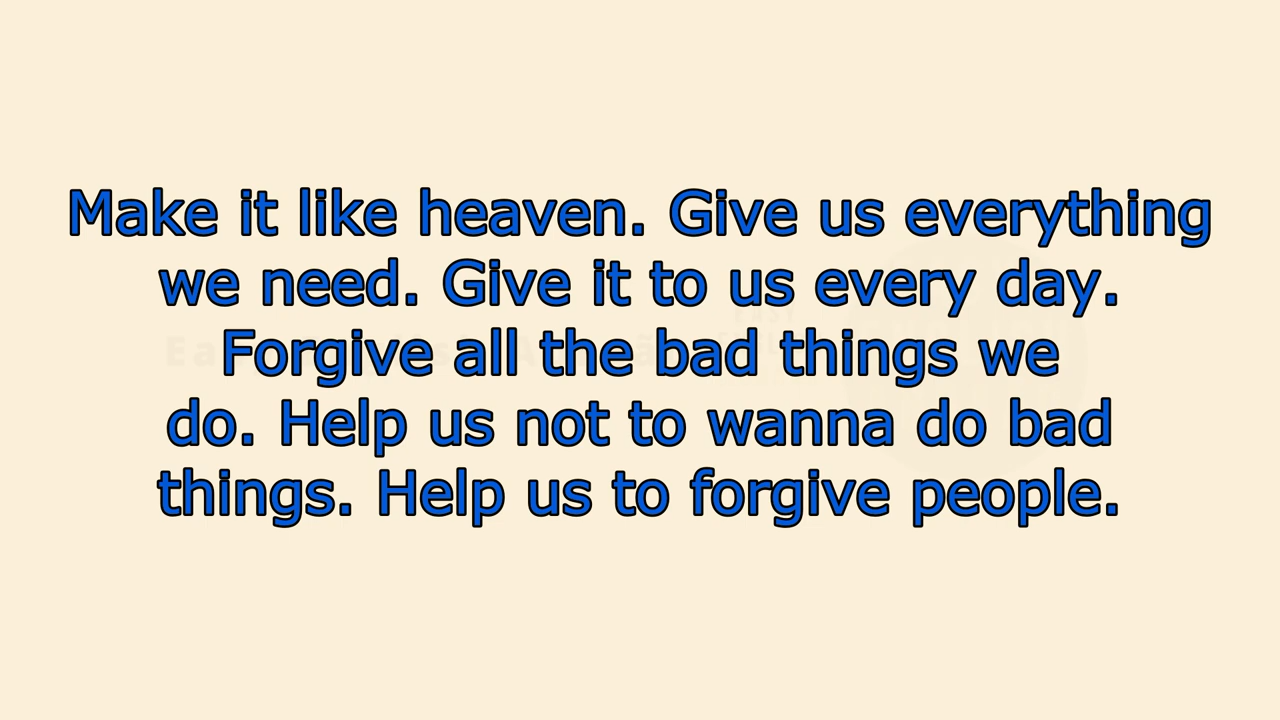 Make it like heaven. Give us everything
we need. Give it to us every day.
Forgive all the bad things we
do. Help us not to wanna do bad
things. Help us to forgive people.